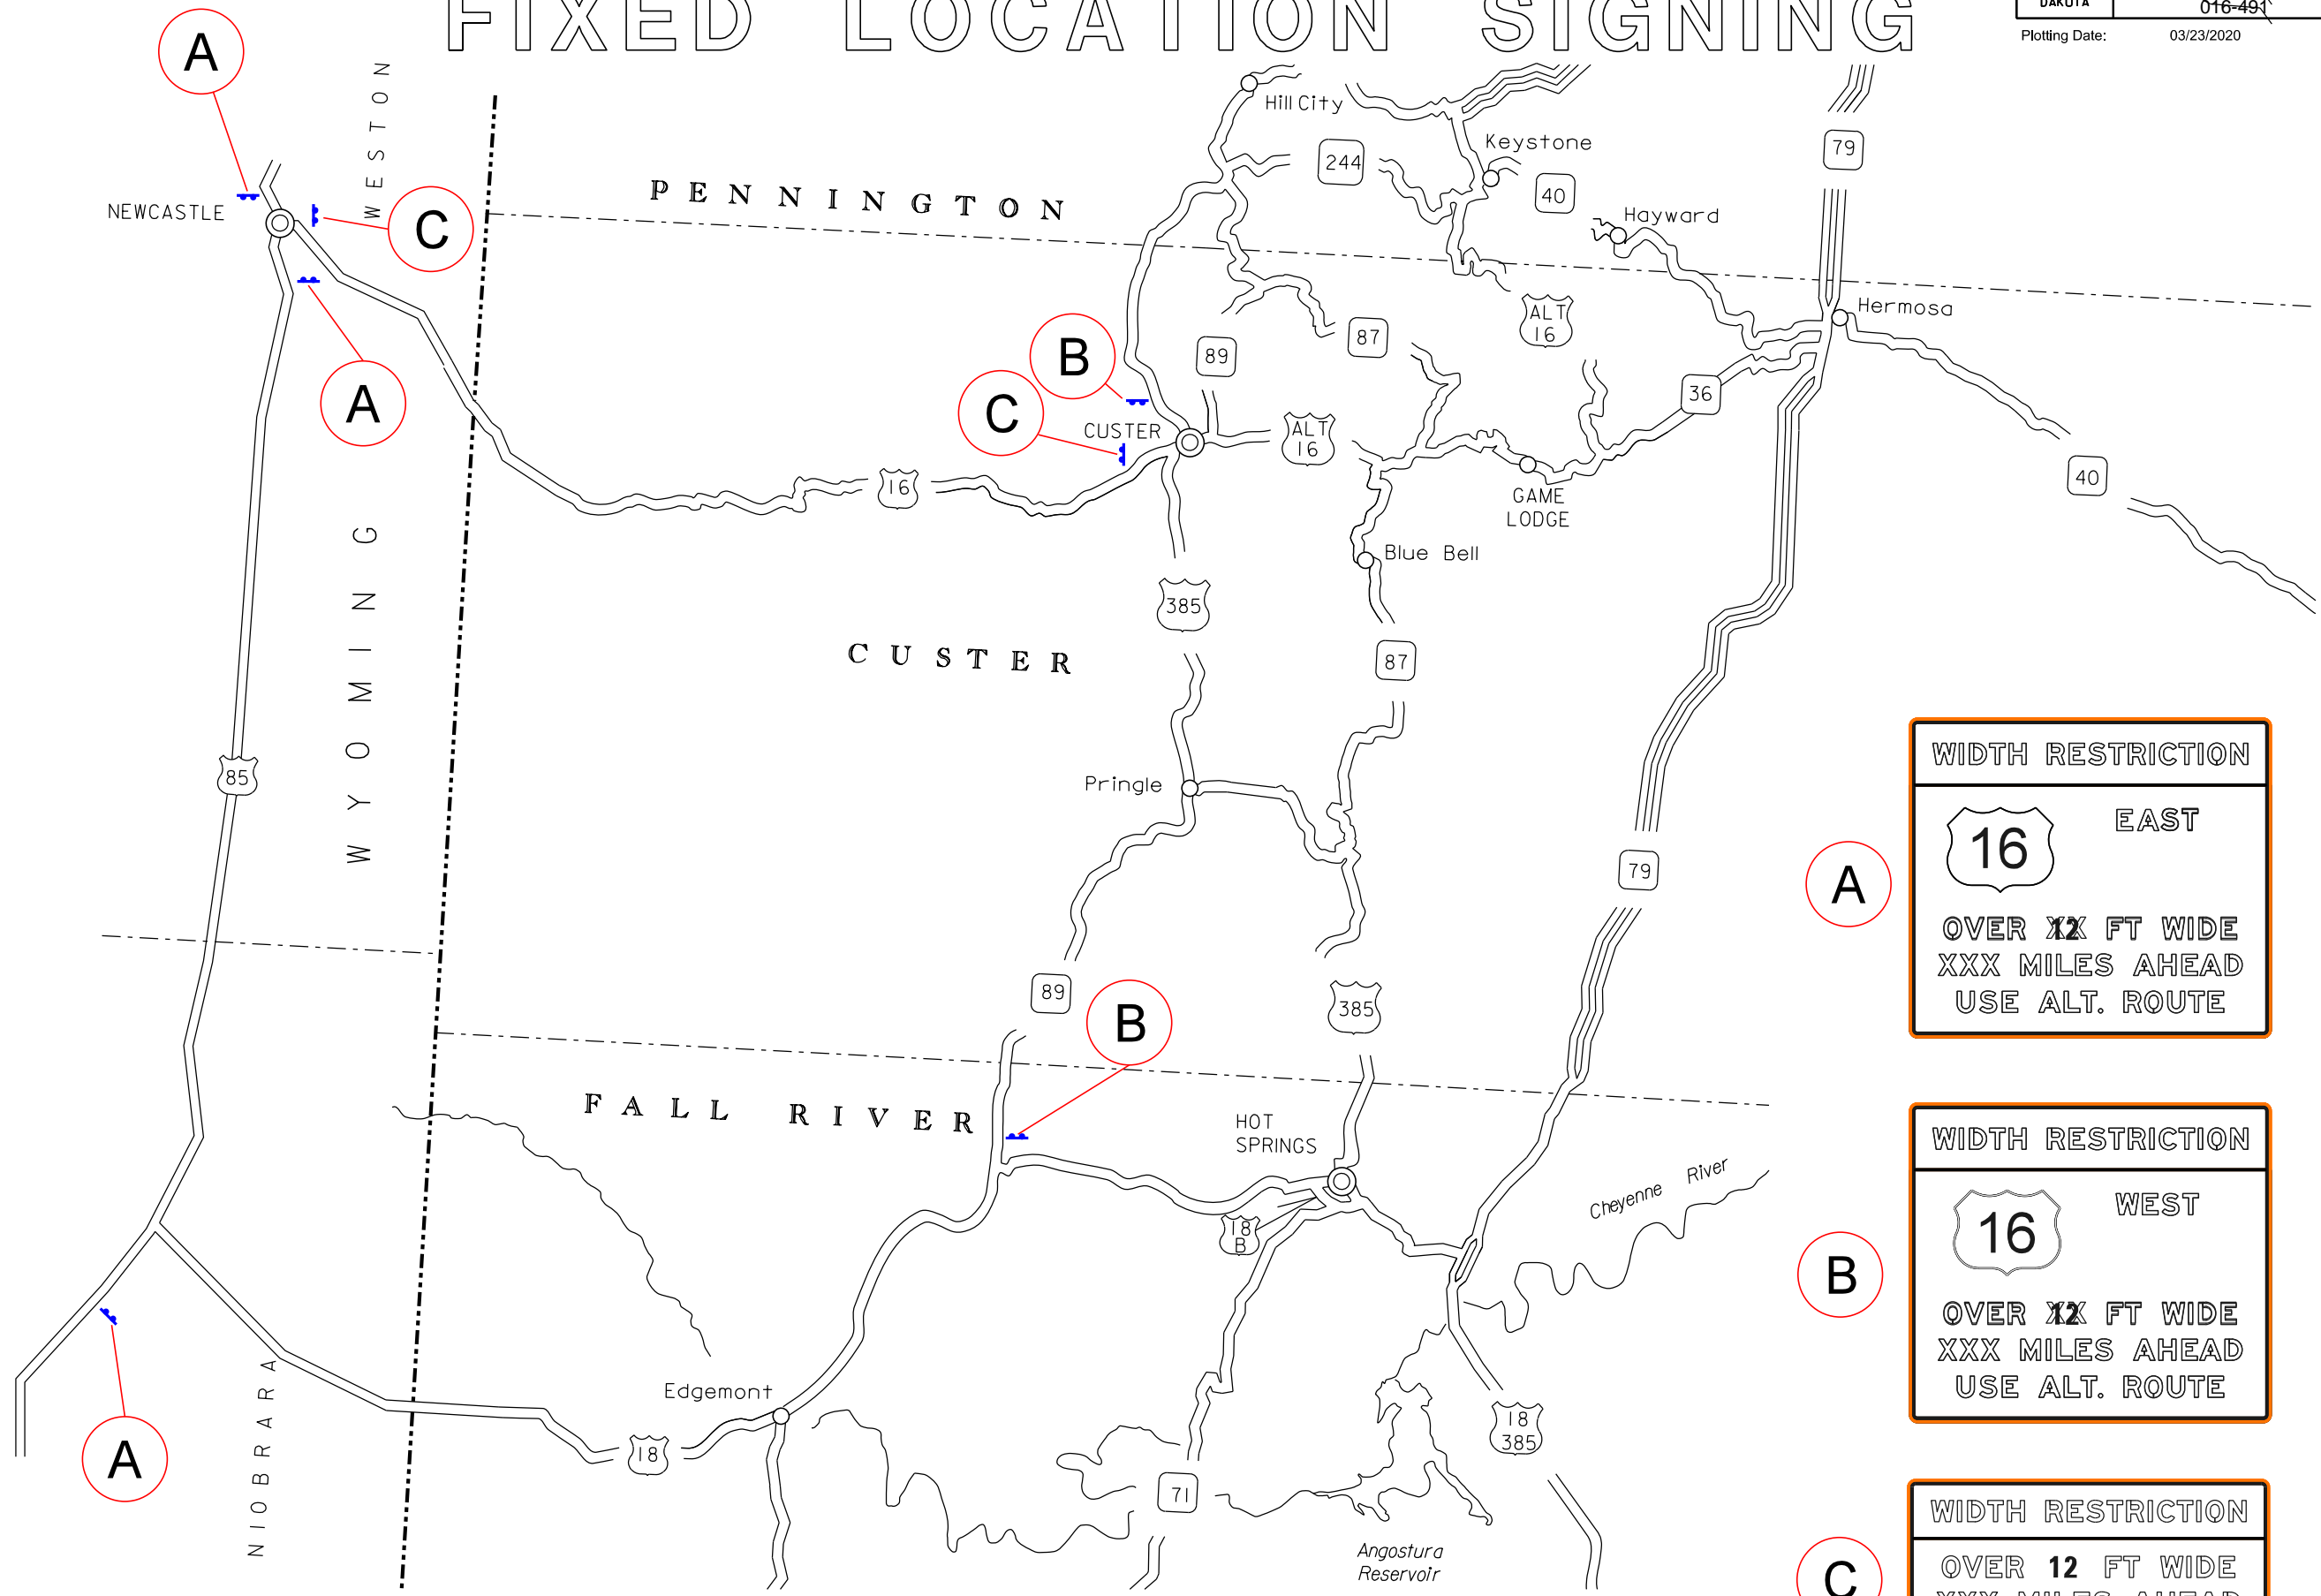 FIXED LOCATION SIGNING
DAKOTA
016-491
Plotting Date: 03/23/2020
A
WESTON
Hill City
Keystone
244
79
PENNINGTON
40
NEWCASTLE
C
Hayward
Hermosa
ALT
16
B
89
87
A
C
36
CUSTER
ALT
16
40
16
GAME
LODGE
WYOMING
Blue Bell
385
CUSTER
87
WIDTH RESTRICTION
85
Pringle
16 EAST
79
A
OVER 12 FT WIDE
XXX MILES AHEAD
USE ALT. ROUTE
89
385
B
FALL RIVER
HOT
SPRINGS
WIDTH RESTRICTION
Cheyenne River
16 WEST
18
B
B
OVER 12 FT WIDE
XXX MILES AHEAD
USE ALT. ROUTE
NIOBRARA
Edgemont
18
385
A
18
71
WIDTH RESTRICTION
Angostura
Reservoir
C
OVER 12 FT WIDE
XXX MILES AHEAD